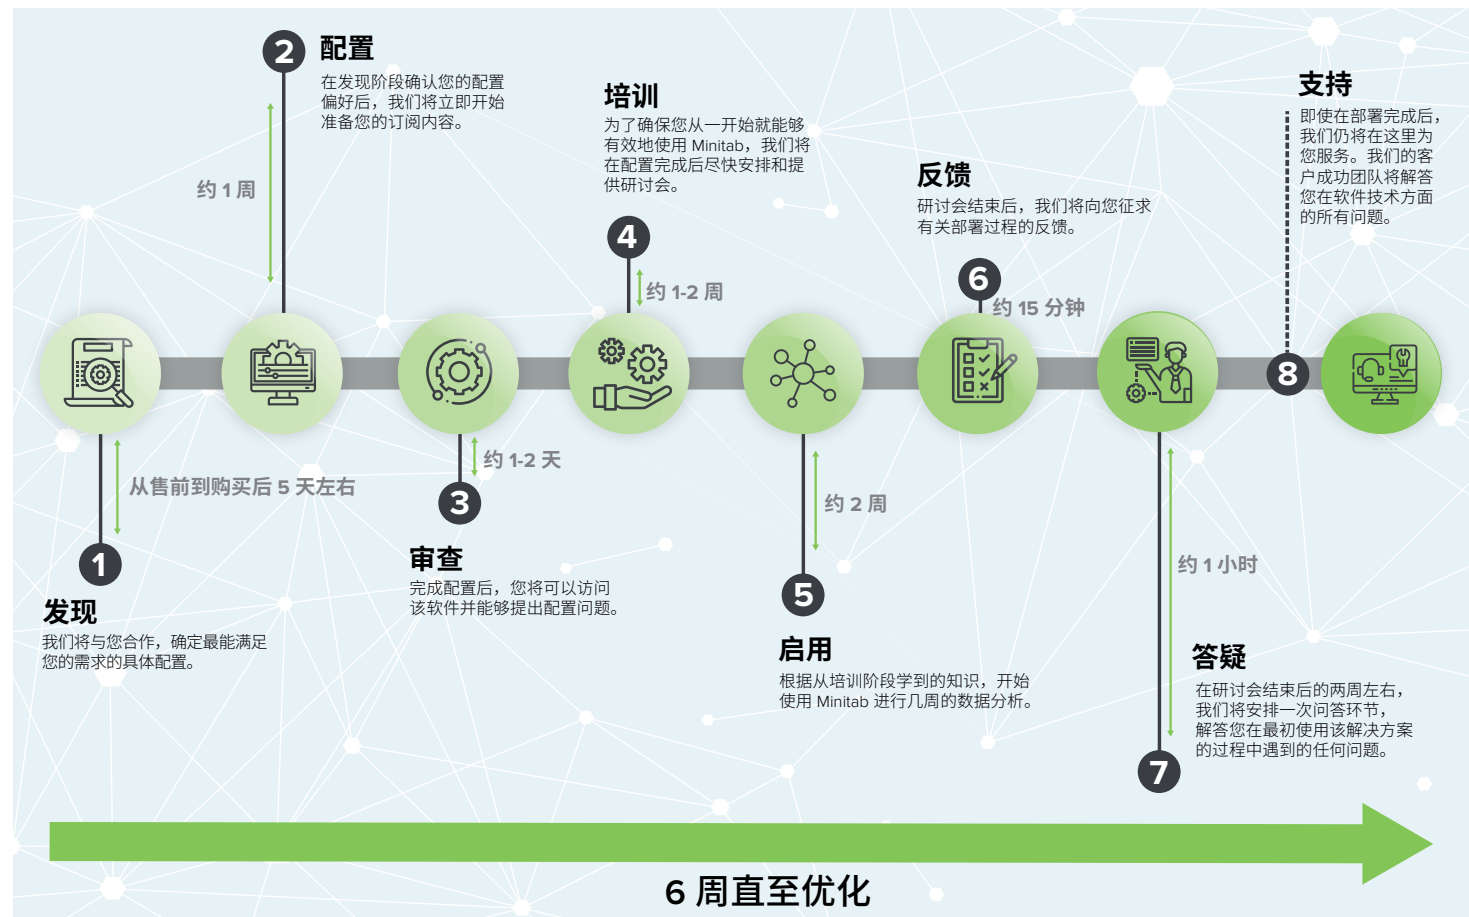 2
配置
在发现阶段确认您的配置
偏好后，我们将立即开始
准备您的订阅内容。
约 1 周
培训
为了确保您从一开始就能够
有效地使用 Minitab，我们将
在配置完成后尽快安排和提
供研讨会。
4
约 1-2 周
反馈
研讨会结束后，我们将向您征求
有关部署过程的反馈。
6
约 15 分钟
支持
即使在部署完成后，
我们仍将在这里为
您服务。我们的客
户成功团队将解答
您在软件技术方面
的所有问题。
8
从售前到购买后 5 天左右
1
发现
我们将与您合作，确定最能满足
您的需求的具体配置。
约 1-2 天
3
审查
完成配置后，您将可以访问
该软件并能够提出配置问题。
约 2 周
5
启用
根据从培训阶段学到的知识，开始
使用 Minitab 进行几周的数据分析。
约 1 小时
7
答疑
在研讨会结束后的两周左右，
我们将安排一次问答环节，
解答您在最初使用该解决方案
的过程中遇到的任何问题。
6 周直至优化